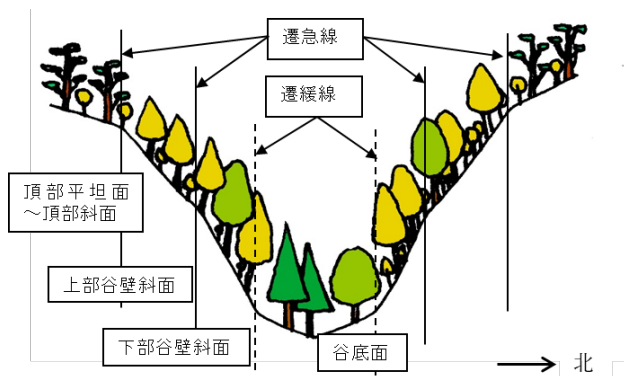 遷急線
遷緩線
頂部平坦面
～頂部斜面
上部谷壁斜面
下部谷壁斜面
谷底面
北